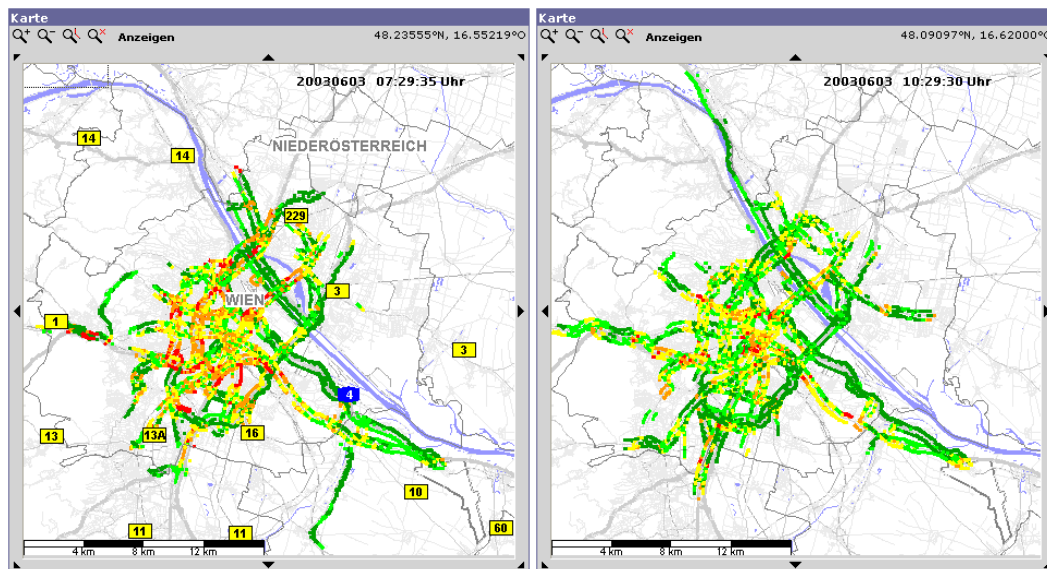 Karte
Anzeigen
48.23555°N, 16.55219°O
20030603 07:29:35 Uhr
14
NIEDERÖSTERREICH
14
229
WIEN
3
1
3
4
13
13A
16
10
11
11
60
4 km
8 km
12 km
Karte
Anzeigen
48.09097°N, 16.62000°O
20030603 10:29:30 Uhr
4 km
8 km
12 km